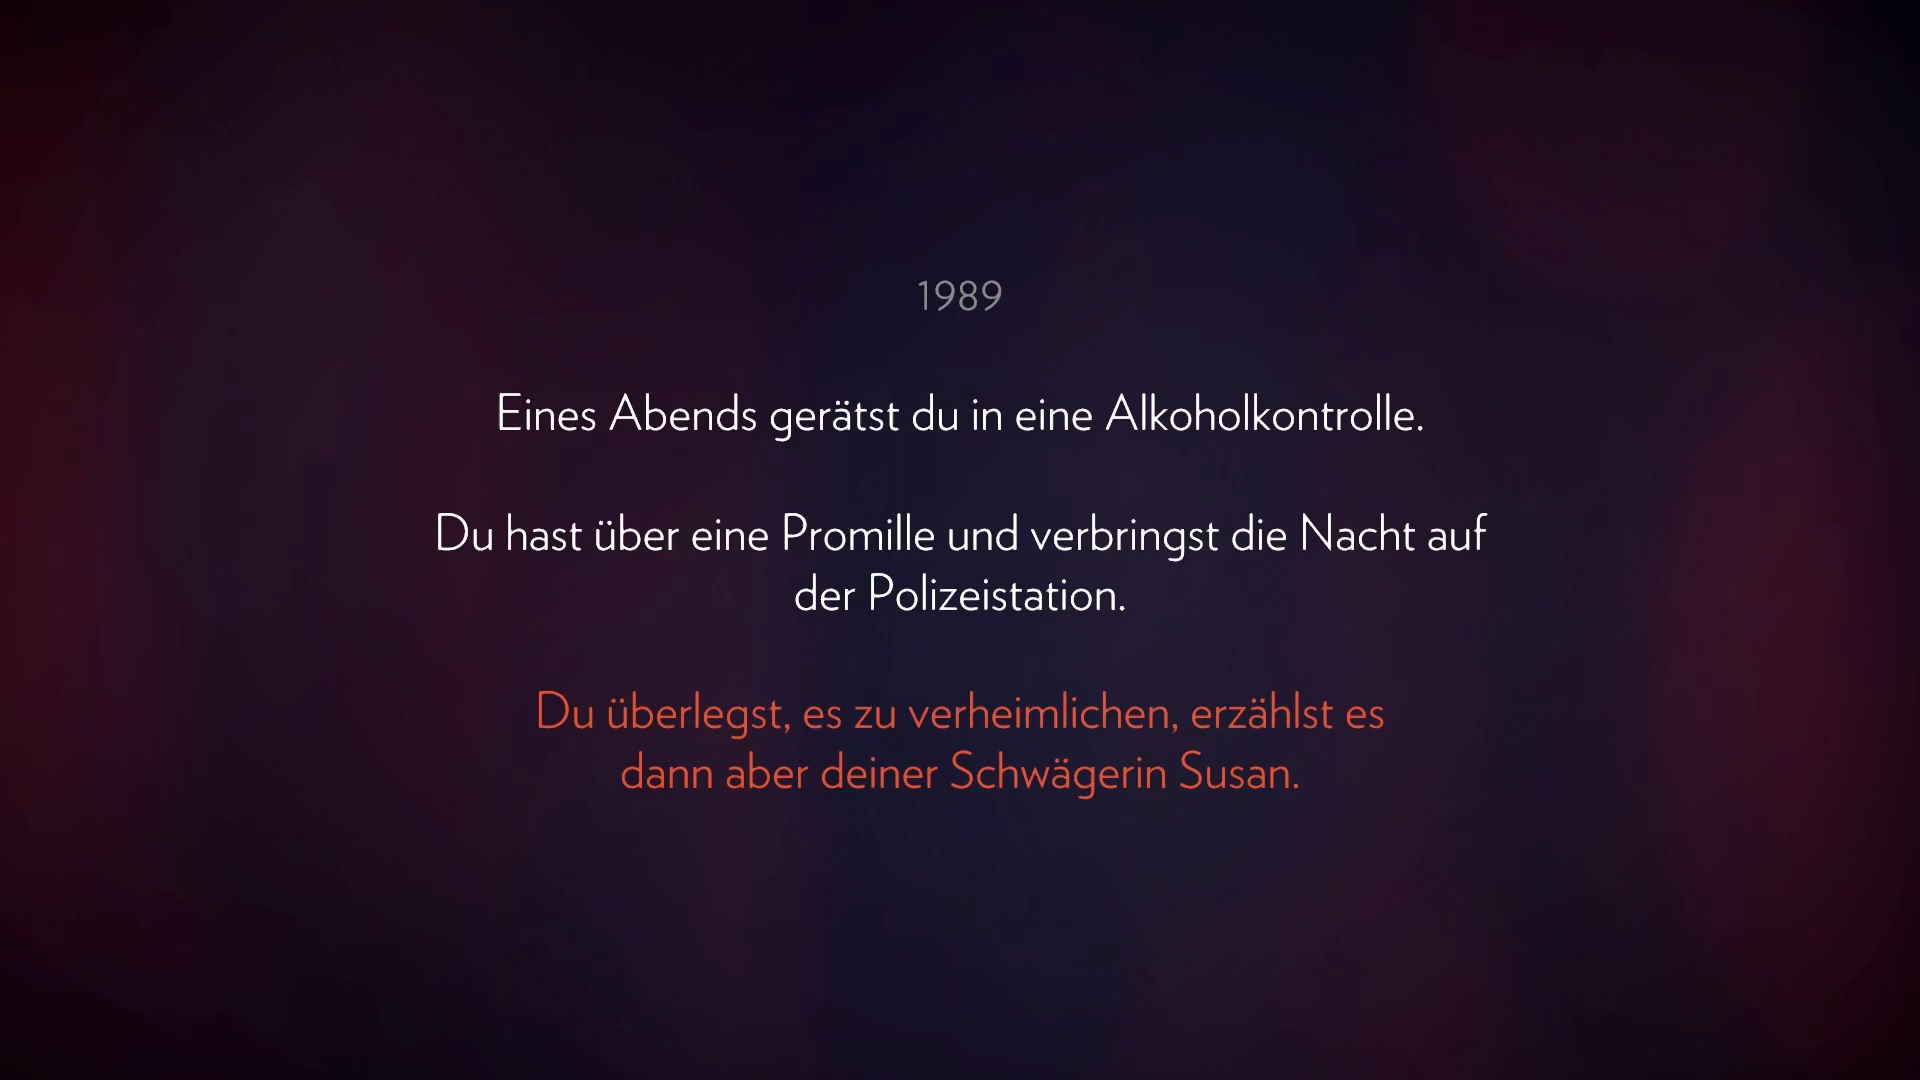 1989
Eines Abends gerätst du in eine Alkoholkontrolle.
Du hast über eine Promille und verbringst die Nacht auf
der Polizeistation.
Du überlegst, es zu verheimlichen, erzählst es
dann aber deiner Schwägerin Susan.